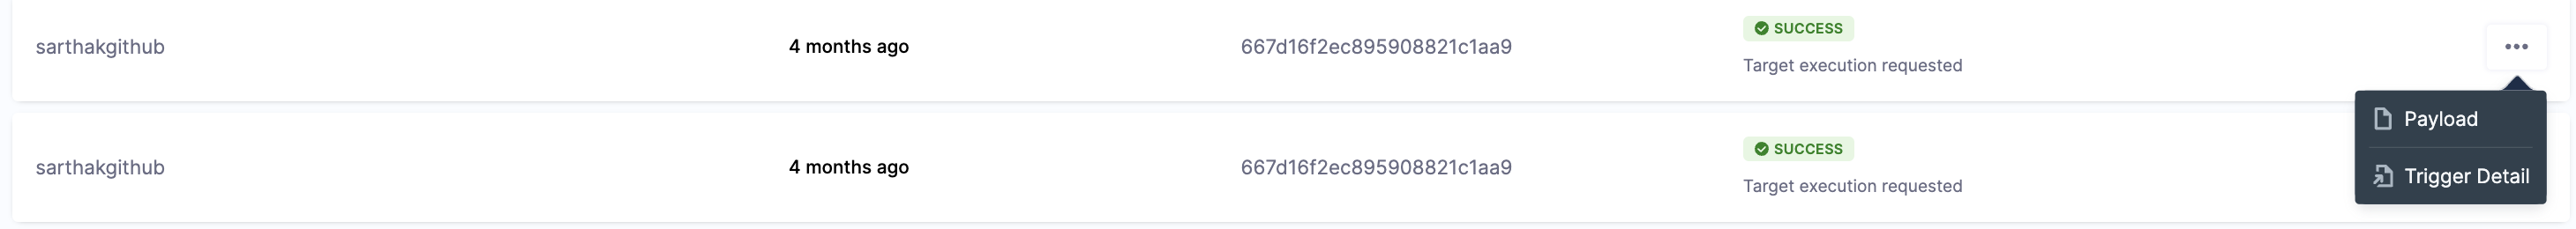 sarthakgithub 4 months ago 667d16f2ec895908821c1aa9 SUCCESS
Target execution requested
Payload
sarthakgithub 4 months ago 667d16f2ec895908821c1aa9 SUCCESS
Target execution requested
Trigger Detail